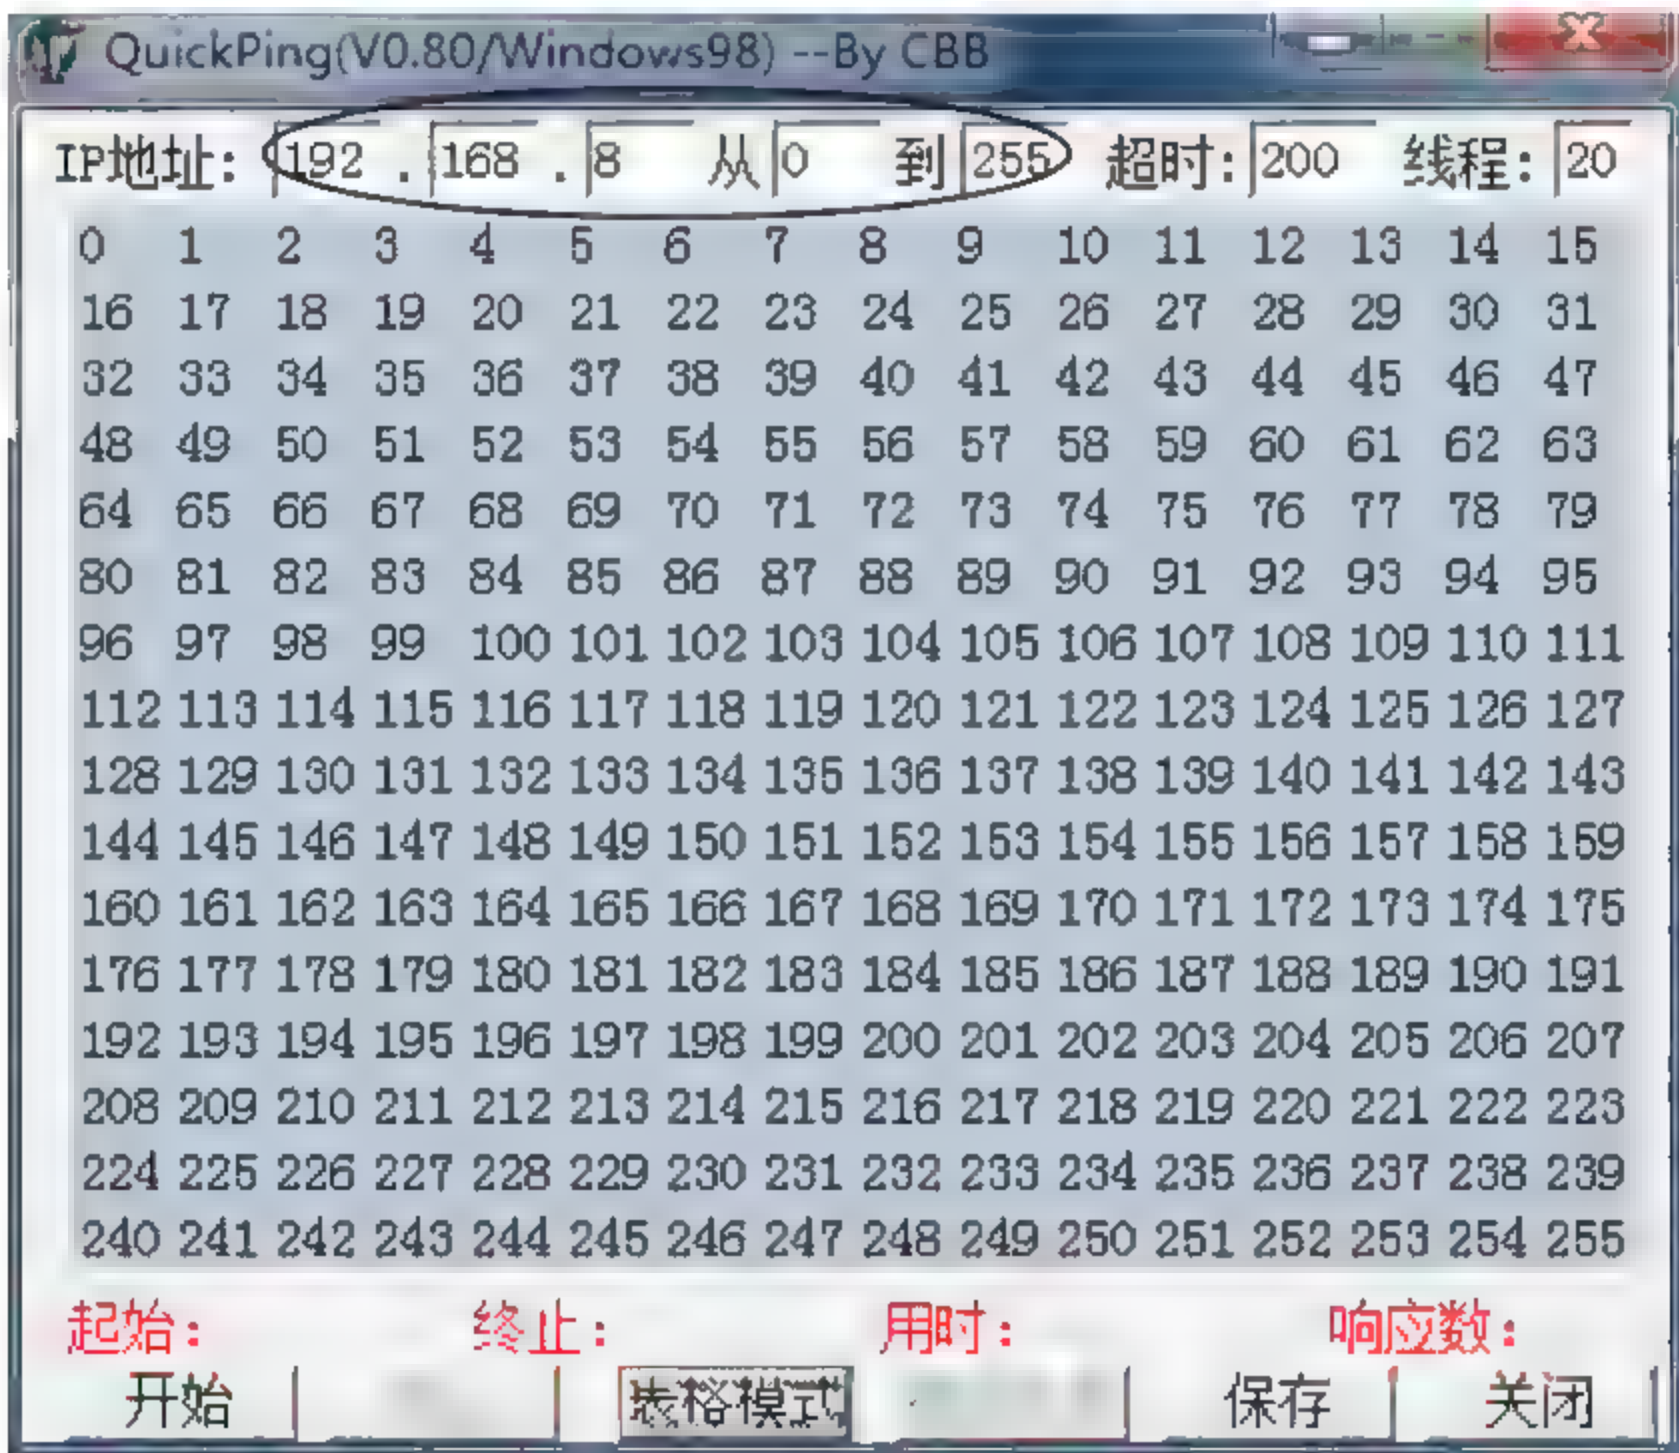 QuickPing(V0.80/Windows98) --By CBB
IP地址: 192 . 168 . 8 从 0 到 255 超时: 200 线程: 20
0 1 2 3 4 5 6 7 8 9 10 11 12 13 14 15
16 17 18 19 20 21 22 23 24 25 26 27 28 29 30 31
32 33 34 35 36 37 38 39 40 41 42 43 44 45 46 47
48 49 50 51 52 53 54 55 56 57 58 59 60 61 62 63
64 65 66 67 68 69 70 71 72 73 74 75 76 77 78 79
80 81 82 83 84 85 86 87 88 89 90 91 92 93 94 95
96 97 98 99 100 101 102 103 104 105 106 107 108 109 110 111
112 113 114 115 116 117 118 119 120 121 122 123 124 125 126 127
128 129 130 131 132 133 134 135 136 137 138 139 140 141 142 143
144 145 146 147 148 149 150 151 152 153 154 155 156 157 158 159
160 161 162 163 164 165 166 167 168 169 170 171 172 173 174 175
176 177 178 179 180 181 182 183 184 185 186 187 188 189 190 191
192 193 194 195 196 197 198 199 200 201 202 203 204 205 206 207
208 209 210 211 212 213 214 215 216 217 218 219 220 221 222 223
224 225 226 227 228 229 230 231 232 233 234 235 236 237 238 239
240 241 242 243 244 245 246 247 248 249 250 251 252 253 254 255
起始: 终止: 用时: 响应数:
开始 表格模式 保存 关闭